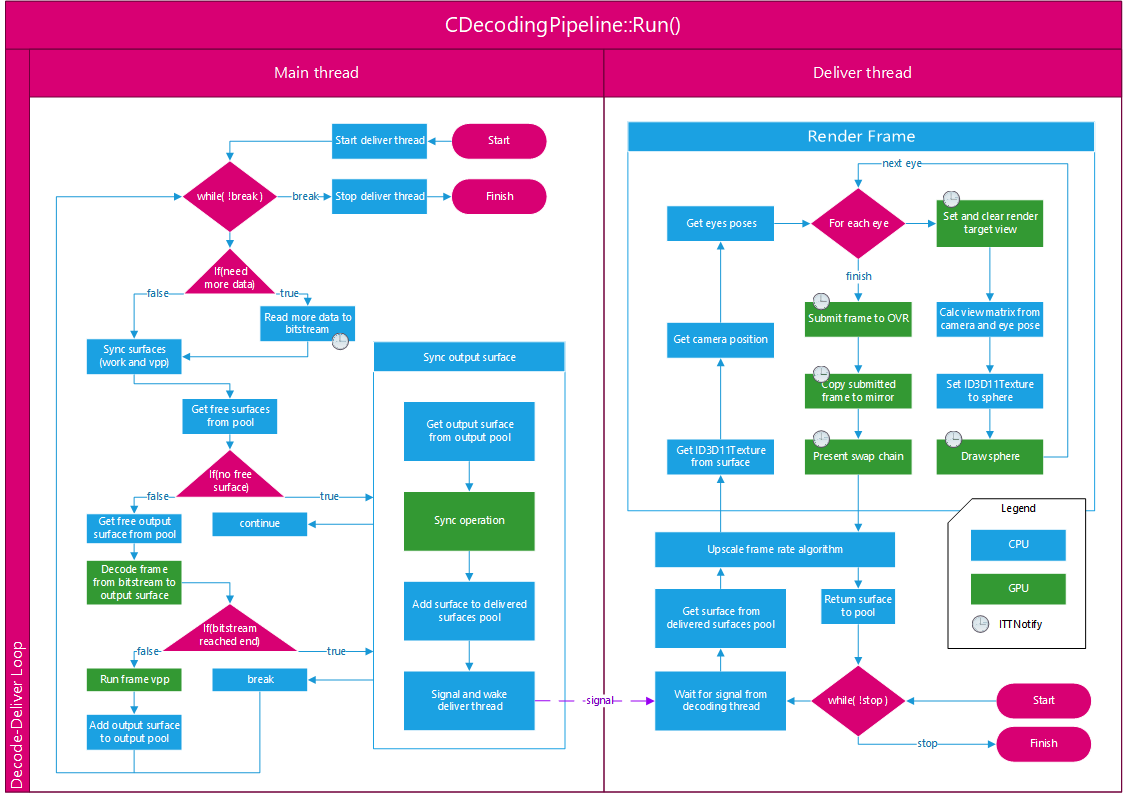 CDecodingPipeline::Run()
Main thread
Deliver thread
Decode-Deliver Loop
Start deliver thread
Start
while( !break )
break
Stop deliver thread
Finish
If(need
more data)
false
true
Read more data to
bitstream
Sync surfaces
(work and vpp)
Get free surfaces
from pool
If(no free
surface)
false
true
Get free output
surface from pool
continue
Decode frame
from bitstream to
output surface
If(bitstream
reached end)
false
true
Run frame vpp
break
Add output surface
to output pool
Sync output surface
Get output surface
from output pool
Sync operation
Add surface to delivered
surfaces pool
Signal and wake
deliver thread
signal
Render Frame
next eye
Get eyes poses
For each eye
Set and clear render
target view
finish
Submit frame to OVR
Calc view matrix from
camera and eye pose
Get camera position
Copy submitted
frame to mirror
Set ID3D11Texture
to sphere
Get ID3D11Texture
from surface
Present swap chain
Draw sphere
Upscale frame rate algorithm
Get surface from
delivered surfaces pool
Return surface
to pool
Wait for signal from
decoding thread
while( !stop )
Start
stop
Finish
Legend
CPU
GPU
ITTNotify